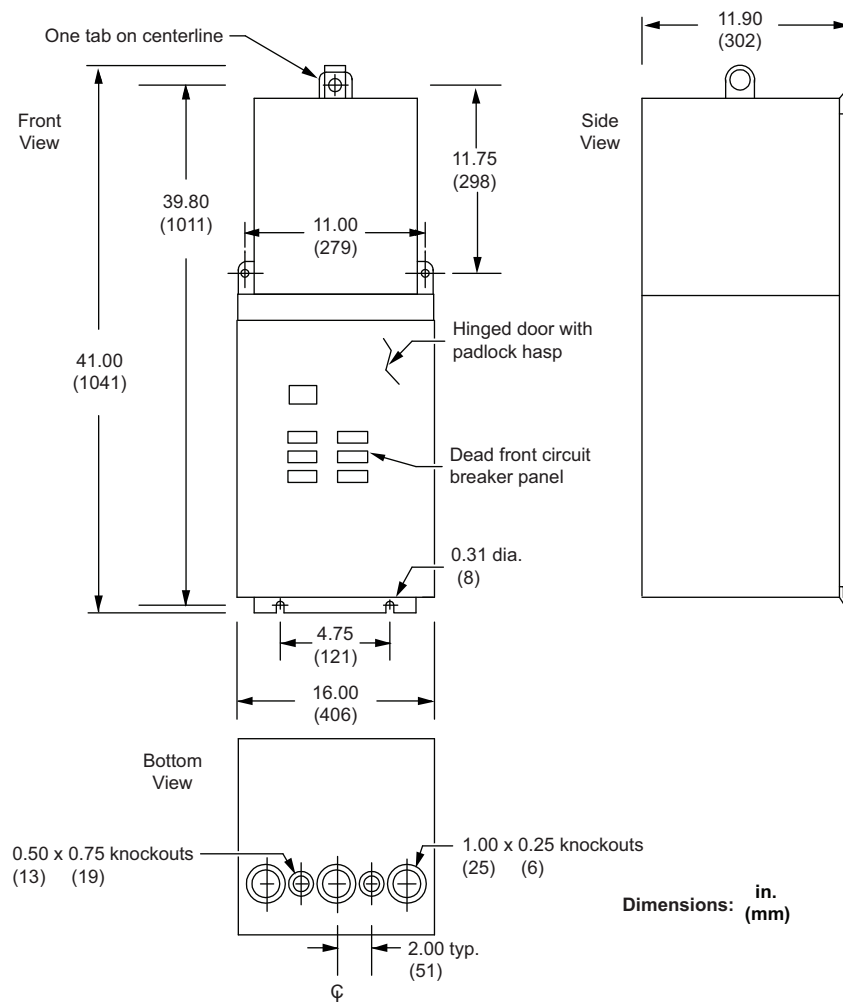 One tab on centerline
Front
View
39.80
(1011)
41.00
(1041)
11.00
(279)
11.75
(298)
Hinged door with
padlock hasp
Dead front circuit
breaker panel
0.31 dia.
(8)
4.75
(121)
16.00
(406)
11.90
(302)
Side
View
Bottom
View
0.50 x 0.75 knockouts
(13) (19)
1.00 x 0.25 knockouts
(25) (6)
2.00 typ.
(51)
℄
Dimensions: in.
(mm)